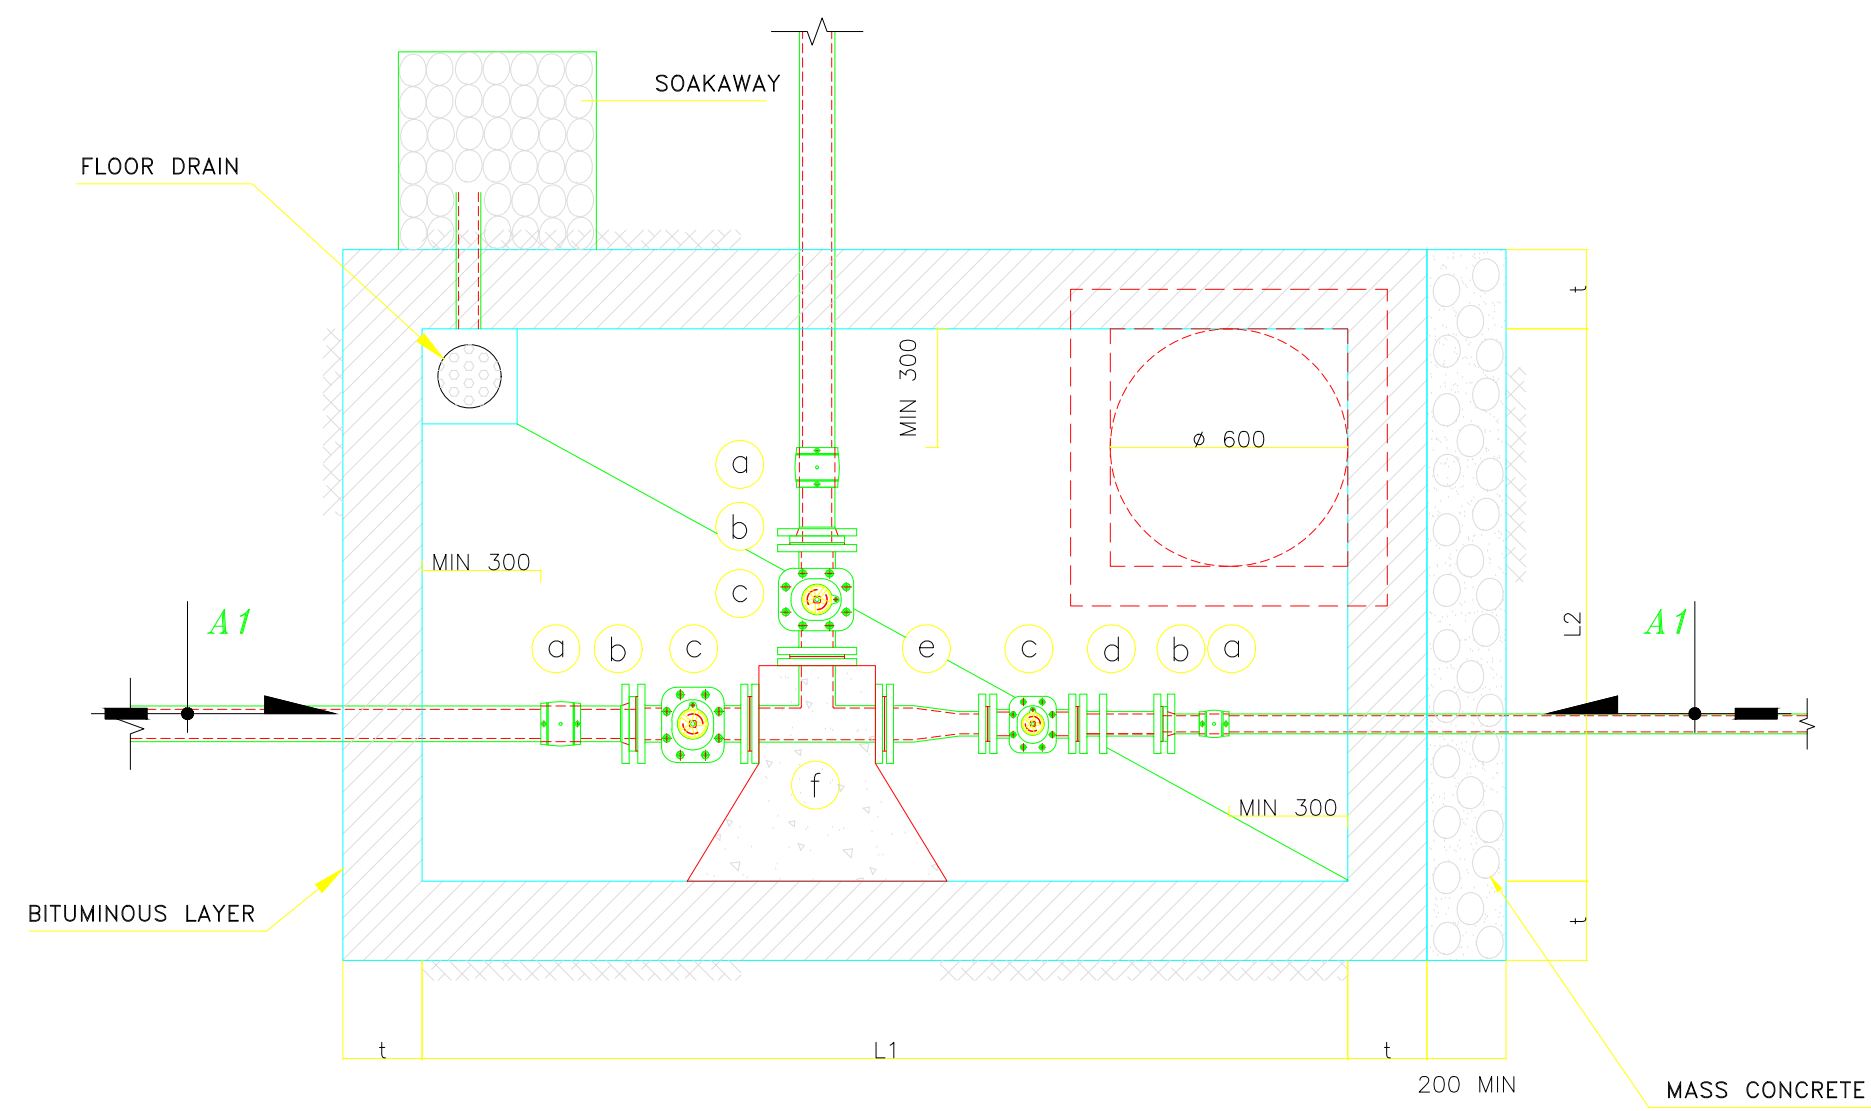 SOAKAWAY
FLOOR DRAIN
t
MIN 300
ø 600
a
b
MIN 300
c
A1
L2
A1
a
b
c
e
c
d
b
a
f
MIN 300
BITUMINOUS LAYER
t
t
L1
t
200 MIN
MASS CONCRETE